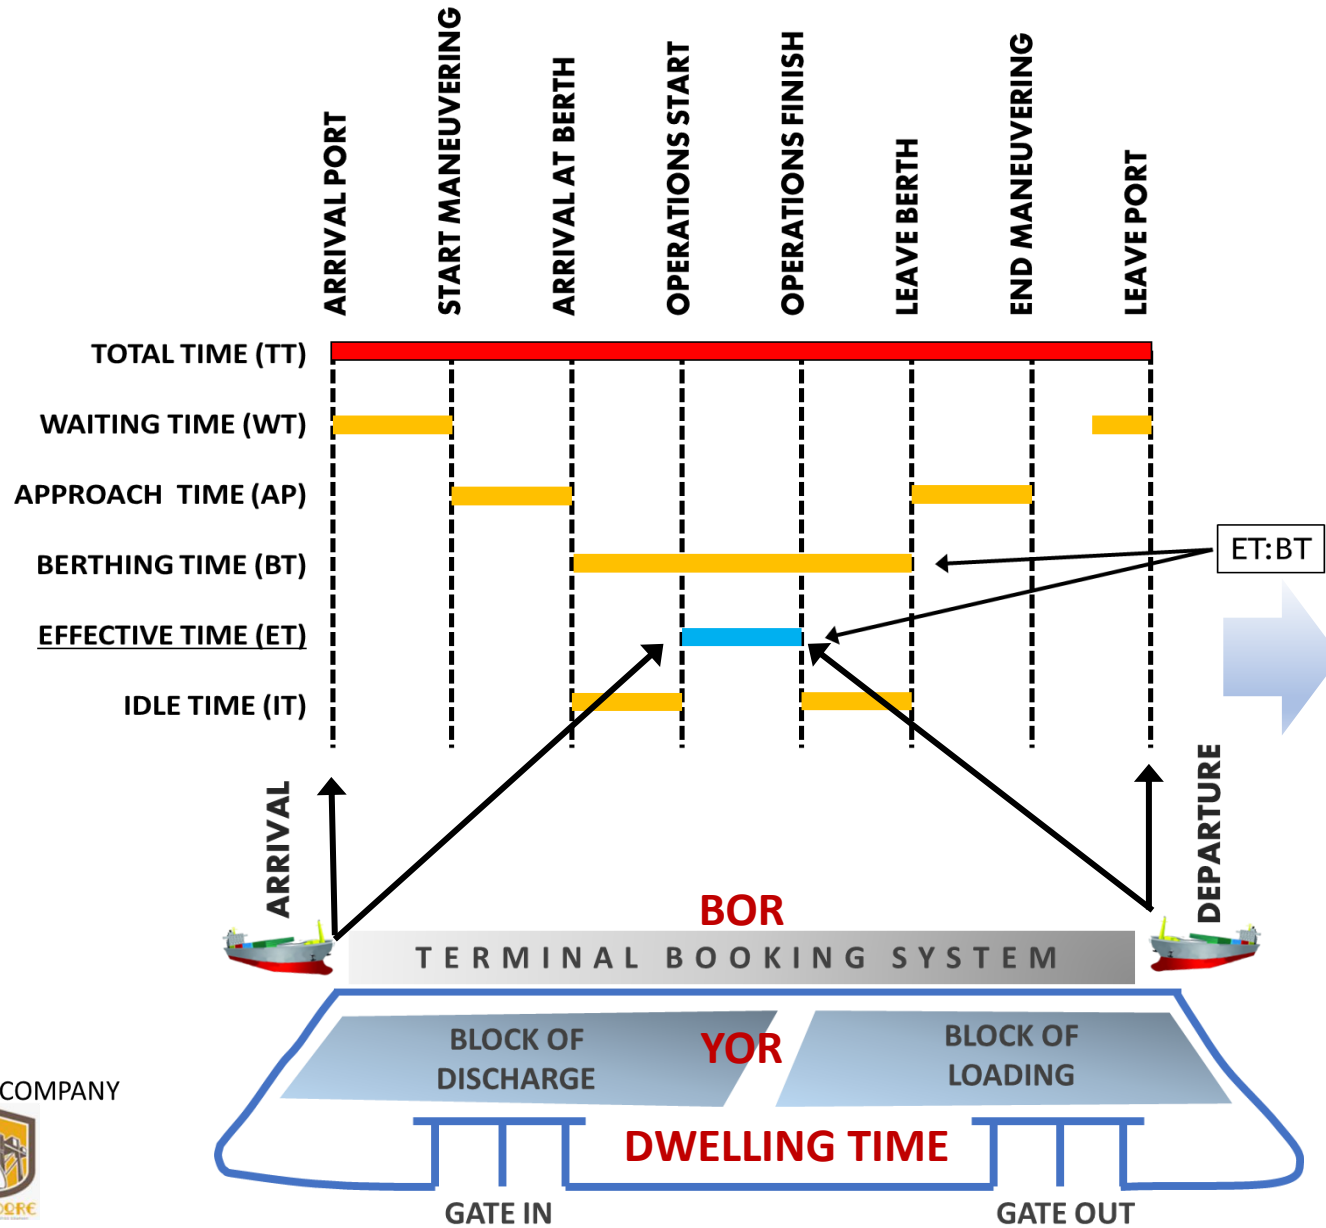 ARRIVAL PORT
START MANEUVERING
ARRIVAL AT BERTH
OPERATIONS START
OPERATIONS FINISH
LEAVE BERTH
END MANEUVERING
LEAVE PORT
TOTAL TIME (TT)
WAITING TIME (WT)
APPROACH TIME (AP)
BERTHING TIME (BT)
ET:BT
EFFECTIVE TIME (ET)
IDLE TIME (IT)
ARRIVAL
DEPARTURE
BOR
TERMINAL BOOKING SYSTEM
BLOCK OF
DISCHARGE
YOR
BLOCK OF
LOADING
COMPANY
DWELLING TIME
GATE IN
GATE OUT